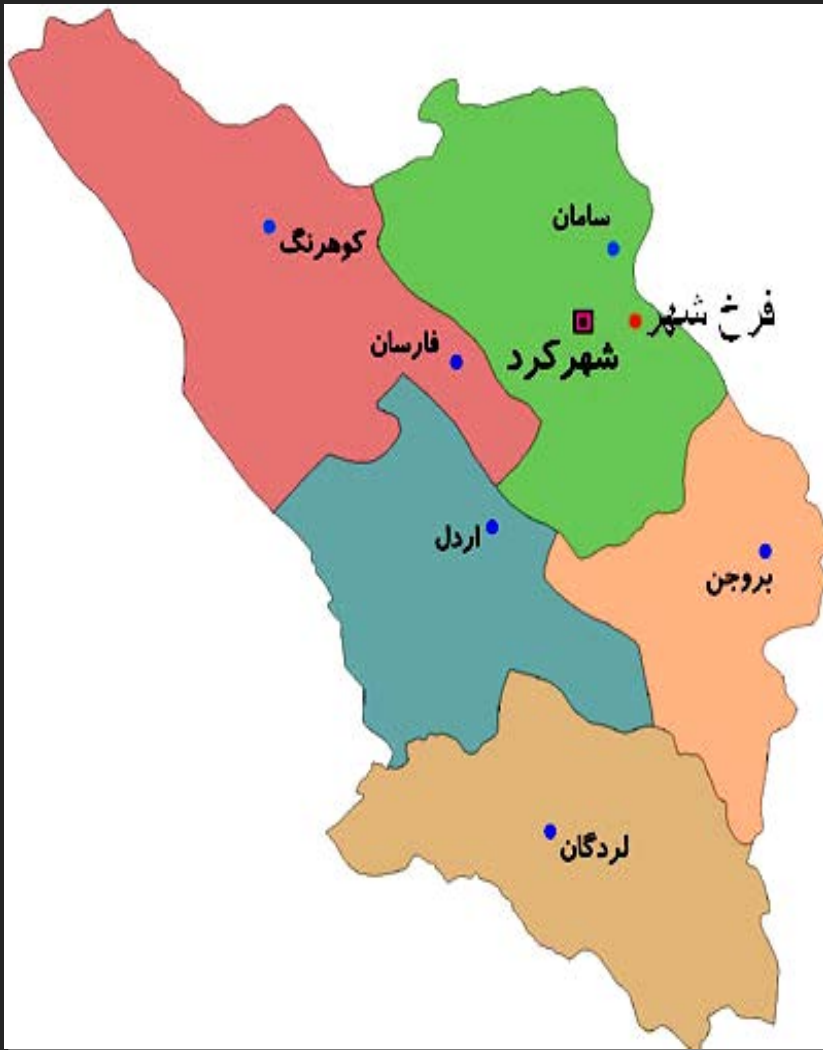 سامان
کوهرنگ
فرخ شهر
فارسان
شهرکرد
اردل
بروجن
لردگان